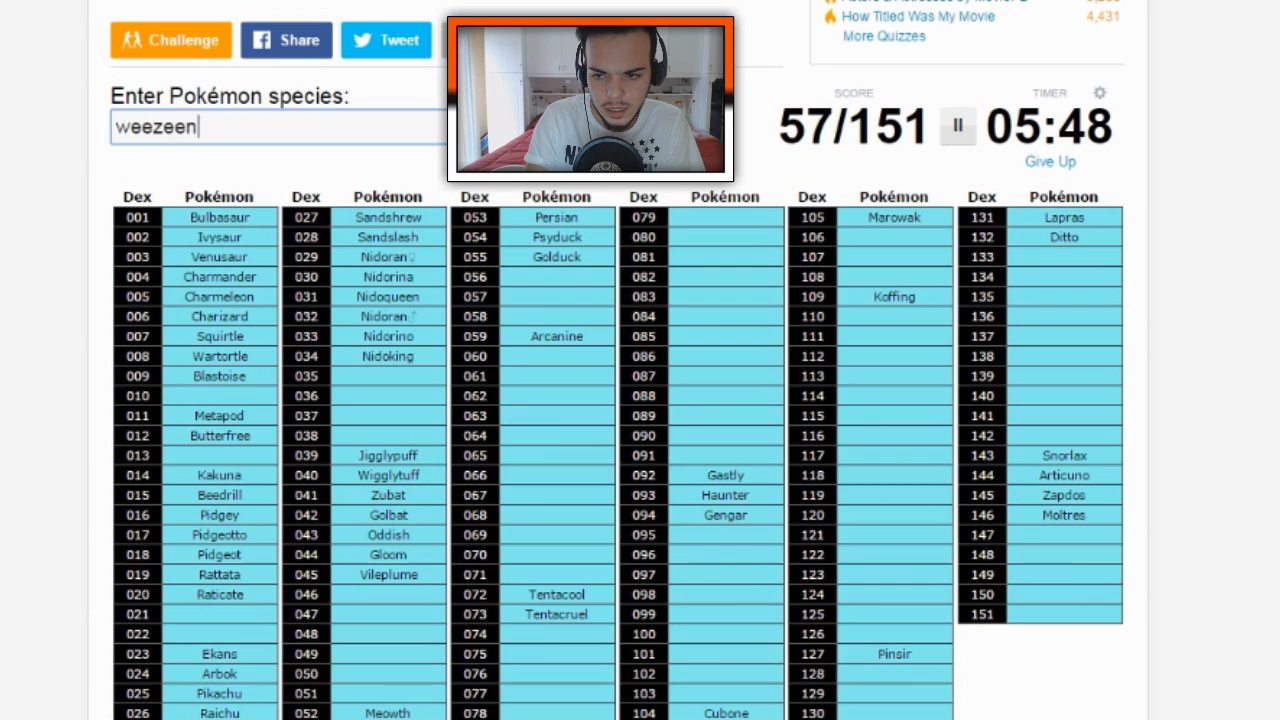 How Titled Was My Movie 4,431
More Quizzes
Challenge Share Tweet
Enter Pokémon species:
weezeen
SCORE TIMER
57/151 05:48
Give Up
Dex Pokémon Dex Pokémon Dex Pokémon Dex Pokémon Dex Pokémon Dex Pokémon
001 Bulbasaur 027 Sandshrew 053 Persian 079 105 Marowak 131 Lapras
002 Ivysaur 028 Sandslash 054 Psyduck 080 106 132 Ditto
003 Venusaur 029 Nidoran♀ 055 Golduck 081 107 133
004 Charmander 030 Nidorina 056 082 108 134
005 Charmeleon 031 Nidoqueen 057 083 109 Koffing 135
006 Charizard 032 Nidoran♂ 058 084 110 136
007 Squirtle 033 Nidorino 059 Arcanine 085 111 137
008 Wartortle 034 Nidoking 060 086 112 138
009 Blastoise 035 061 087 113 139
010 036 062 088 114 140
011 Metapod 037 063 089 115 141
012 Butterfree 038 064 090 116 142
013 039 Jigglypuff 065 091 117 143 Snorlax
014 Kakuna 040 Wigglytuff 066 092 Gastly 118 144 Articuno
015 Beedrill 041 Zubat 067 093 Haunter 119 145 Zapdos
016 Pidgey 042 Golbat 068 094 Gengar 120 146 Moltres
017 Pidgeotto 043 Oddish 069 095 121 147
018 Pidgeot 044 Gloom 070 096 122 148
019 Rattata 045 Vileplume 071 097 123 149
020 Raticate 046 072 Tentacool 098 124 150
021 047 073 Tentacruel 099 125 151
022 048 074 100 126
023 Ekans 049 075 101 127 Pinsir
024 Arbok 050 076 102 128
025 Pikachu 051 077 103 129
026 Raichu 052 Meowth 078 104 Cubone 130